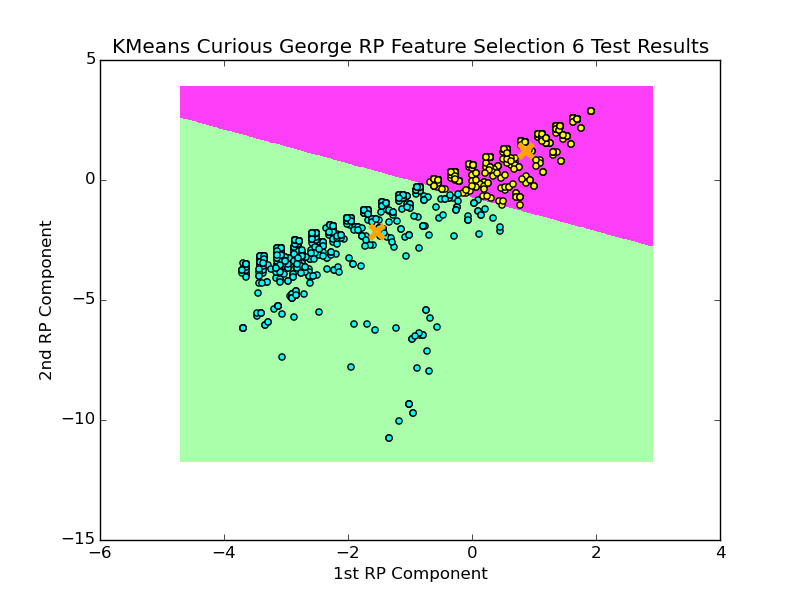 KMeans Curious George RP Feature Selection 6 Test Results
5
0
−5
−10
−15
2nd RP Component
−6 −4 −2 0 2 4
1st RP Component